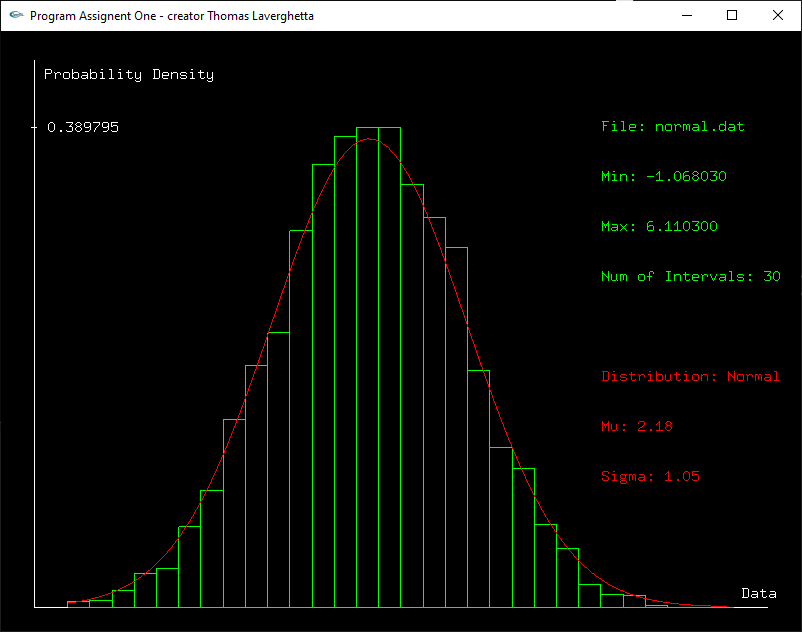 Program Assignent One - creator Thomas Laverghetta
Probability Density
0.389795
File: normal.dat
Min: -1.068030
Max: 6.110300
Num of Intervals: 30
Distribution: Normal
Mu: 2.18
Sigma: 1.05
Data